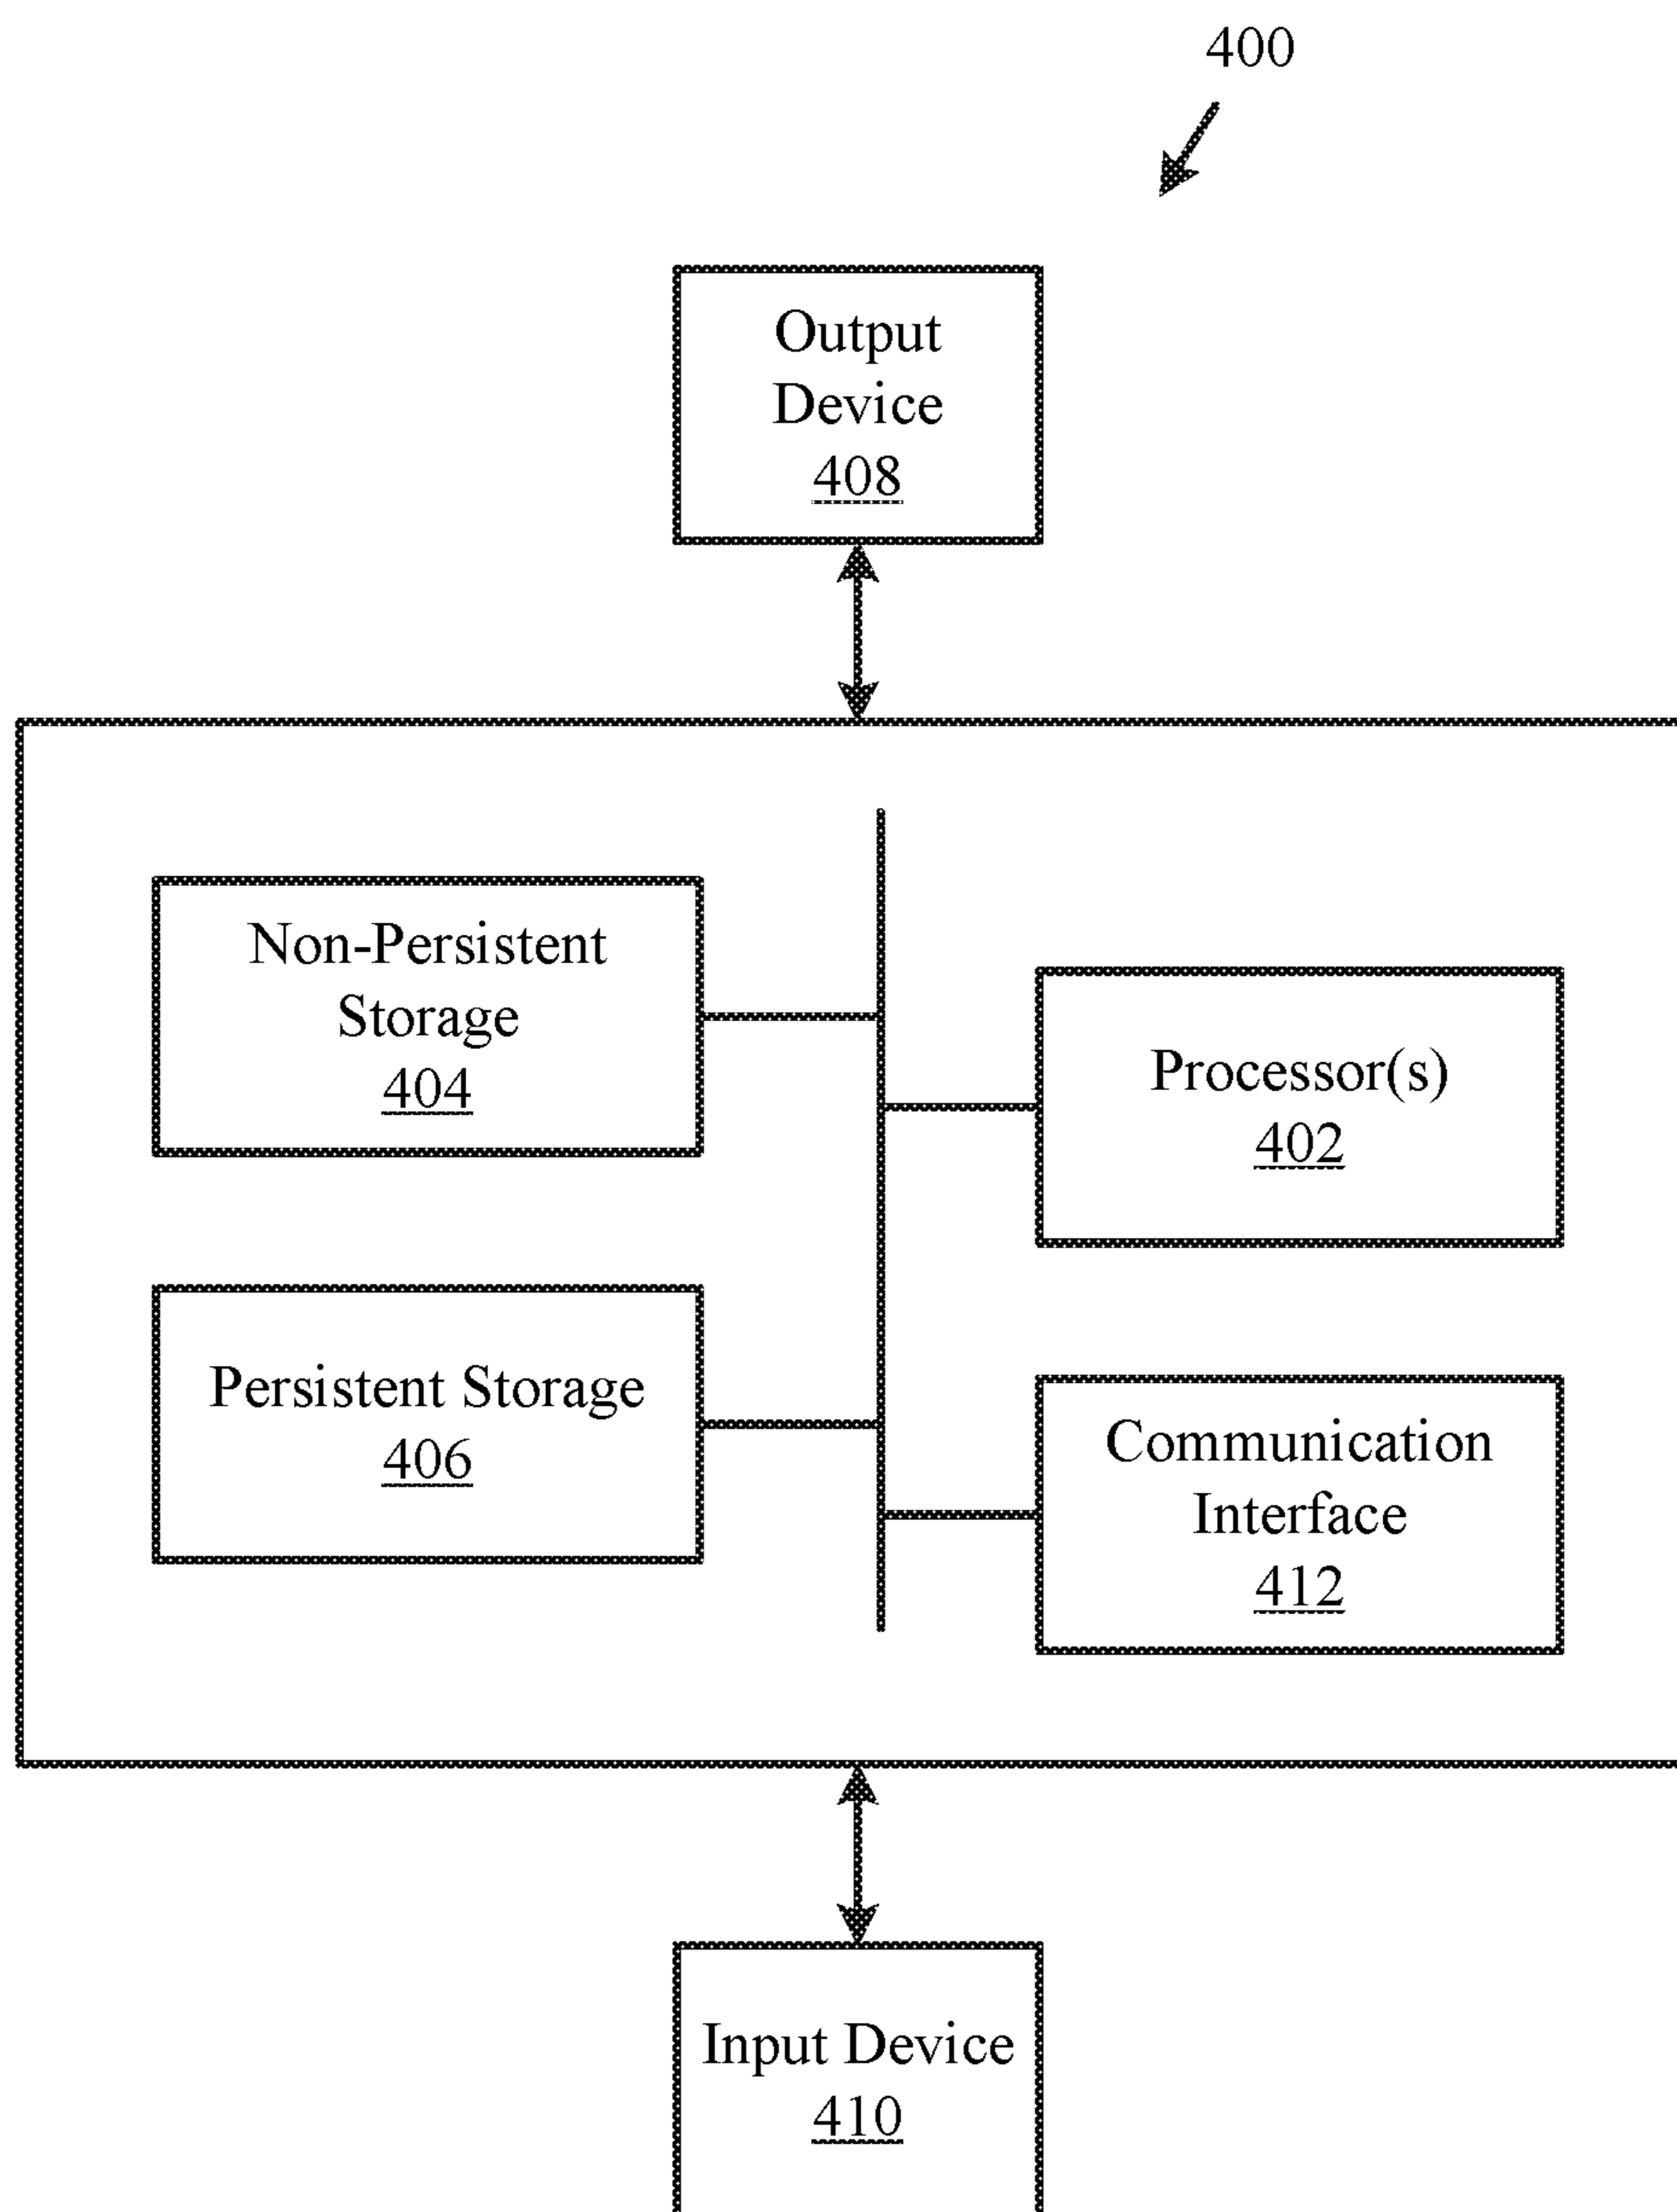 400
Output
Device
408
Non-Persistent
Storage
404
Processor(s)
402
Persistent Storage
406
Communication
Interface
412
Input Device
410